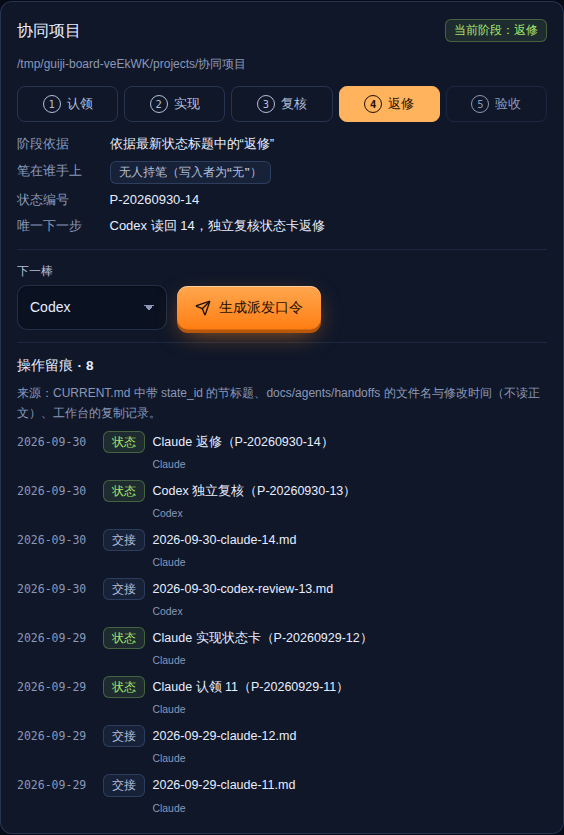 协同项目
当前阶段：返修
/tmp/guiji-board-veEkWK/projects/协同项目
1 认领
2 实现
3 复核
4 返修
5 验收
阶段依据 依据最新状态标题中的“返修”
笔在谁手上 无人持笔（写入者为“无”）
状态编号 P-20260930-14
唯一下一步 Codex 读回 14，独立复核状态卡返修
下一棒
Codex
生成派发口令
操作留痕 · 8
来源：CURRENT.md 中带 state_id 的节标题、docs/agents/handoffs 的文件名与修改时间（不读正
文）、工作台的复制记录。
2026-09-30 状态 Claude 返修（P-20260930-14）
Claude
2026-09-30 状态 Codex 独立复核（P-20260930-13）
Codex
2026-09-30 交接 2026-09-30-claude-14.md
Claude
2026-09-30 交接 2026-09-30-codex-review-13.md
Codex
2026-09-29 状态 Claude 实现状态卡（P-20260929-12）
Claude
2026-09-29 状态 Claude 认领 11（P-20260929-11）
Claude
2026-09-29 交接 2026-09-29-claude-12.md
Claude
2026-09-29 交接 2026-09-29-claude-11.md
Claude